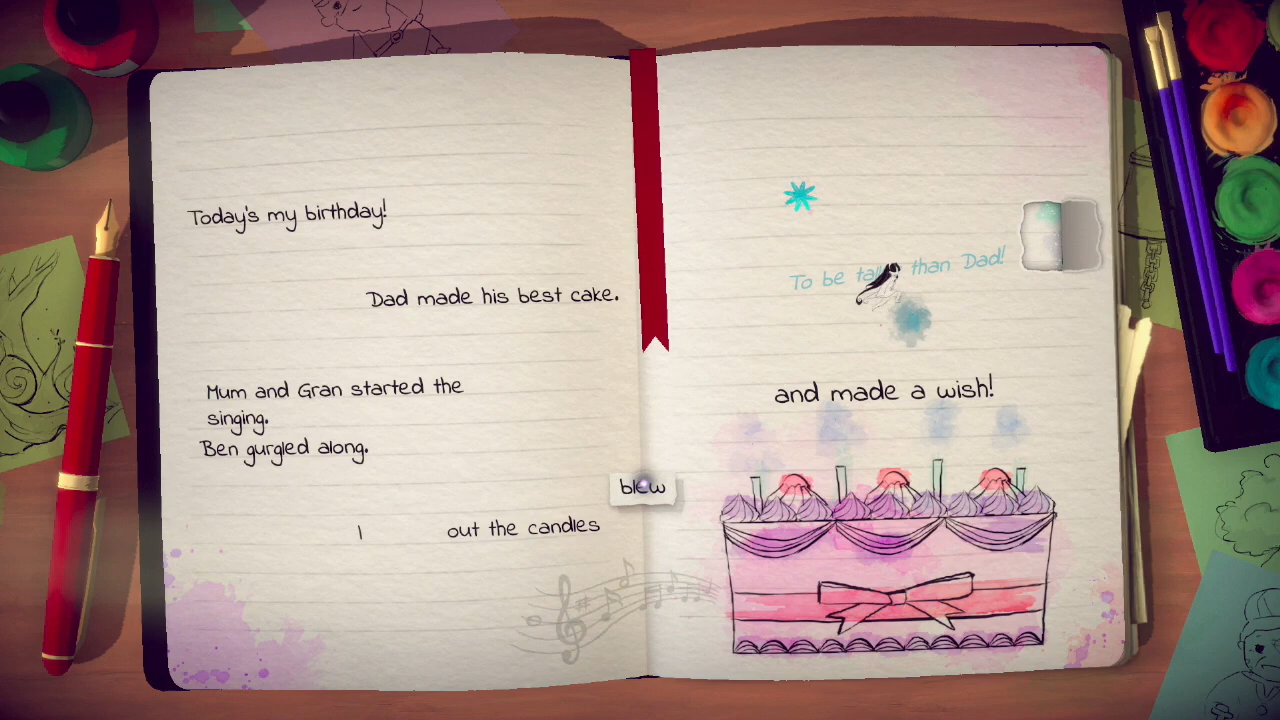 Today's my birthday!
Dad made his best cake.
Mum and Gran started the
singing.
Ben gurgled along.
blew
I out the candles
To be than Dad!
and made a wish!